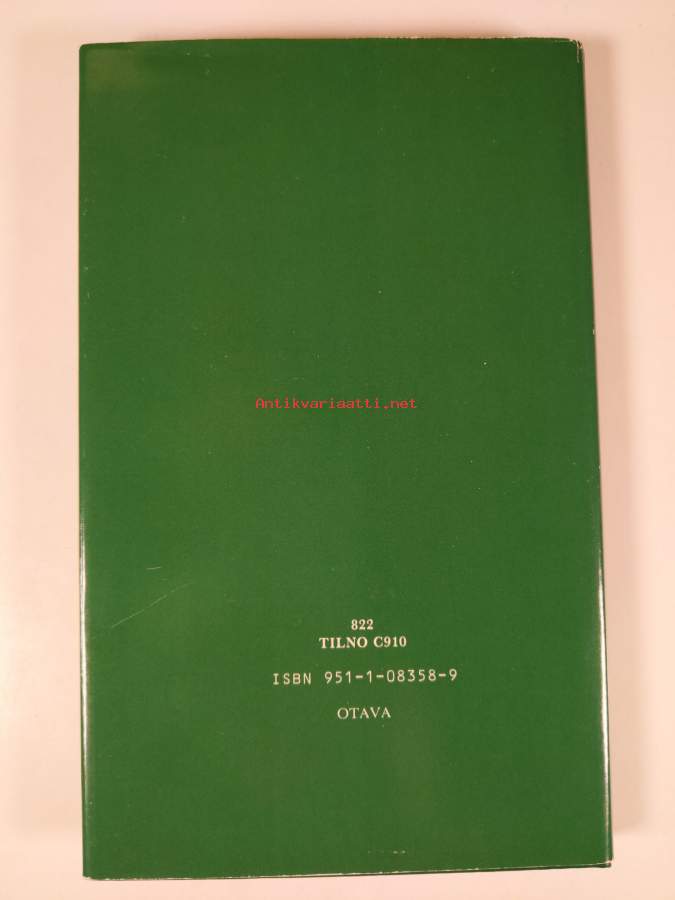 Antikvariaatti.net
822
TILNO C910
ISBN 951-1-08358-9
OTAVA